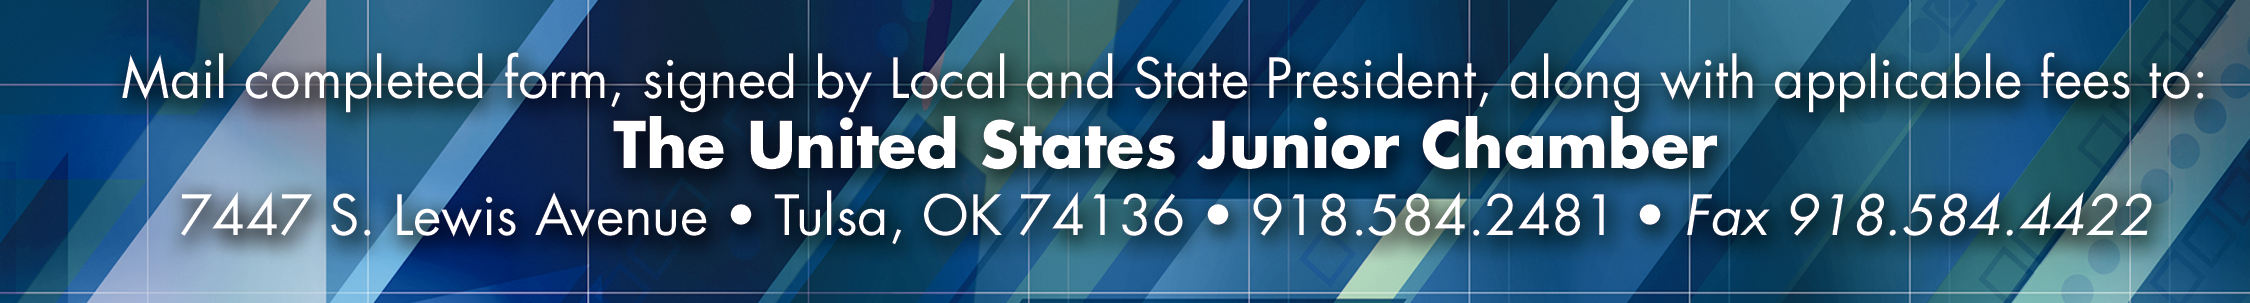 Mail completed form, signed by Local and State President, along with applicable fees to:
The United States Junior Chamber
7447 S. Lewis Avenue • Tulsa, OK 74136 • 918.584.2481 • Fax 918.584.4422